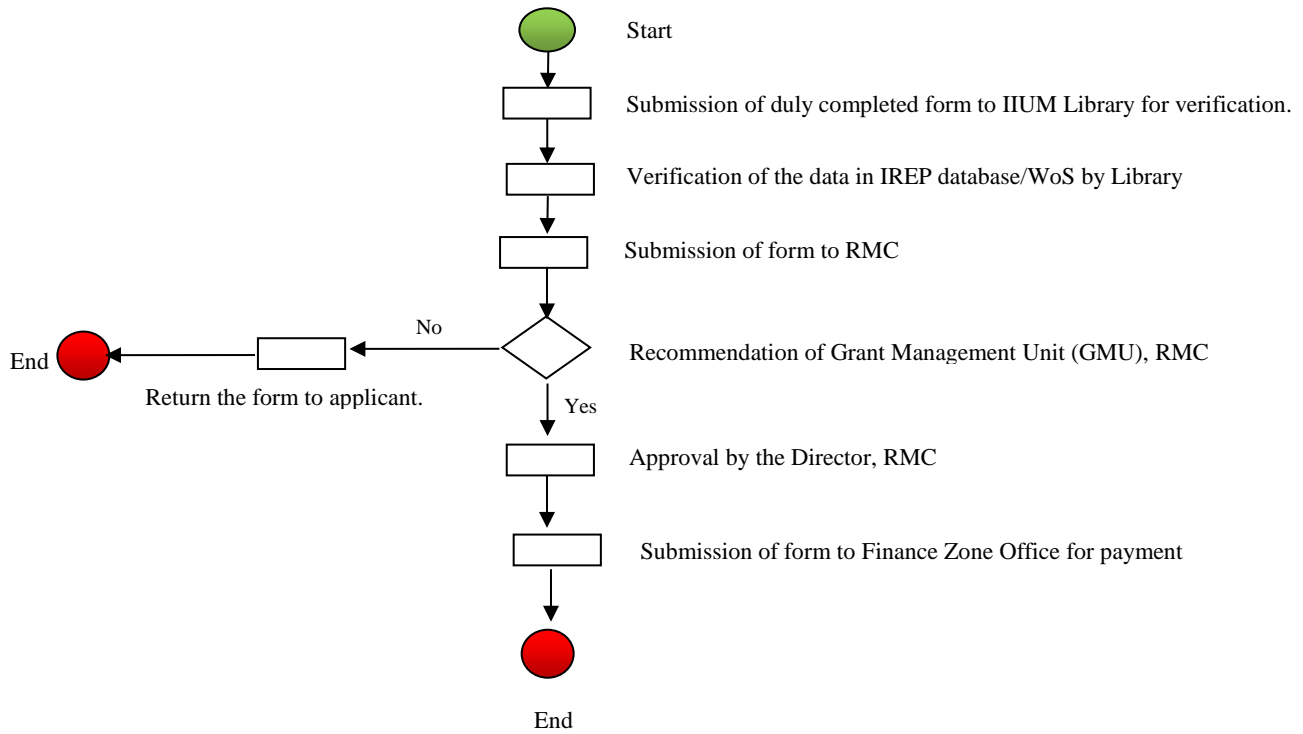 Start
Submission of duly completed form to IIUM Library for verification.
Verification of the data in IREP database/WoS by Library
Submission of form to RMC
No
End
Recommendation of Grant Management Unit (GMU), RMC
Return the form to applicant.
Yes
Approval by the Director, RMC
Submission of form to Finance Zone Office for payment
End